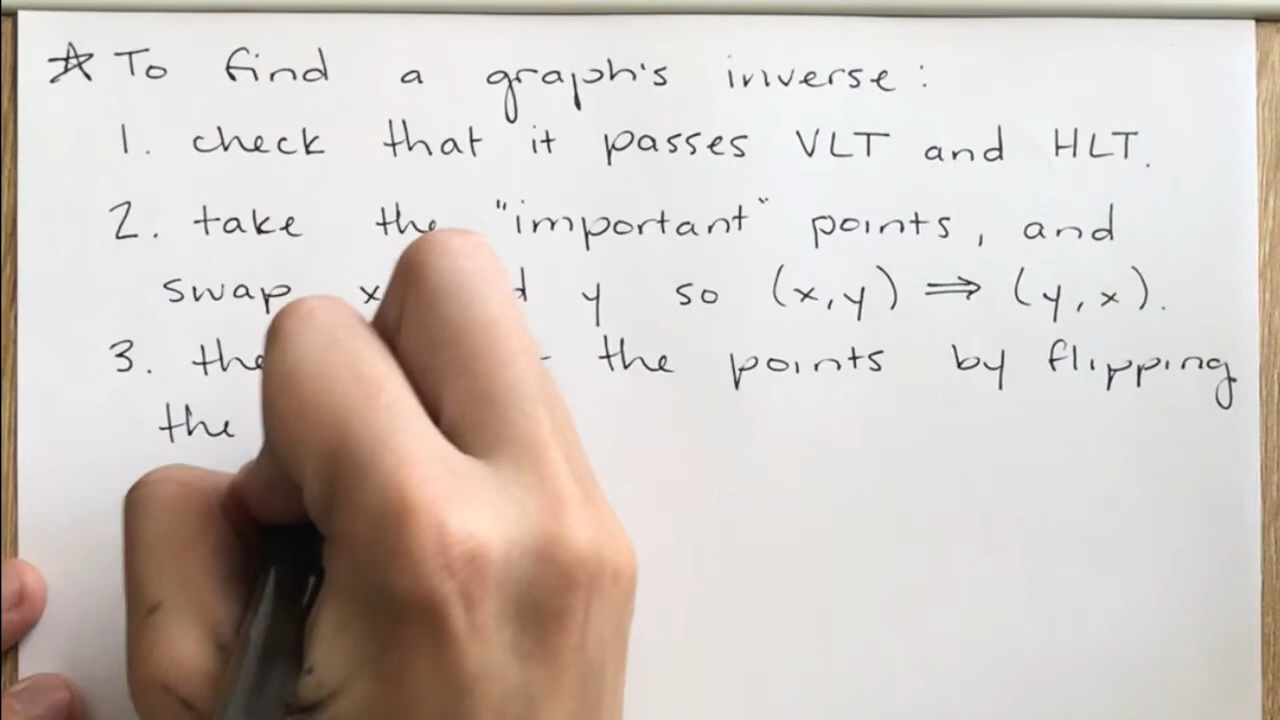 ☆ To find a graph's inverse:
1. check that it passes VLT and HLT.
2. take the "important" points, and
swap x y so (x,y) ⇒ (y,x).
3. the the points by flipping
the